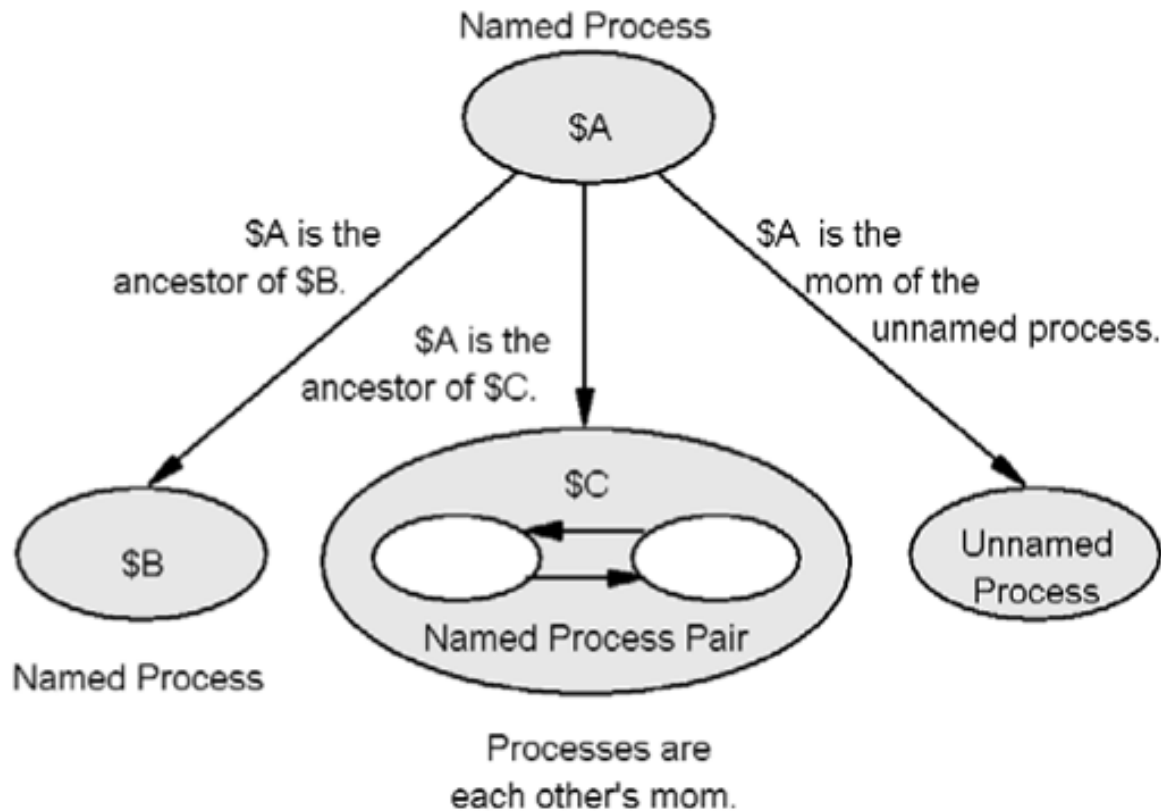 Named Process
$A
$A is the
ancestor of $B.
$A is the
mom of the
unnamed process.
$A is the
ancestor of $C.
$B
Named Process
$C
Named Process Pair
Unnamed
Process
Processes are
each other's mom.